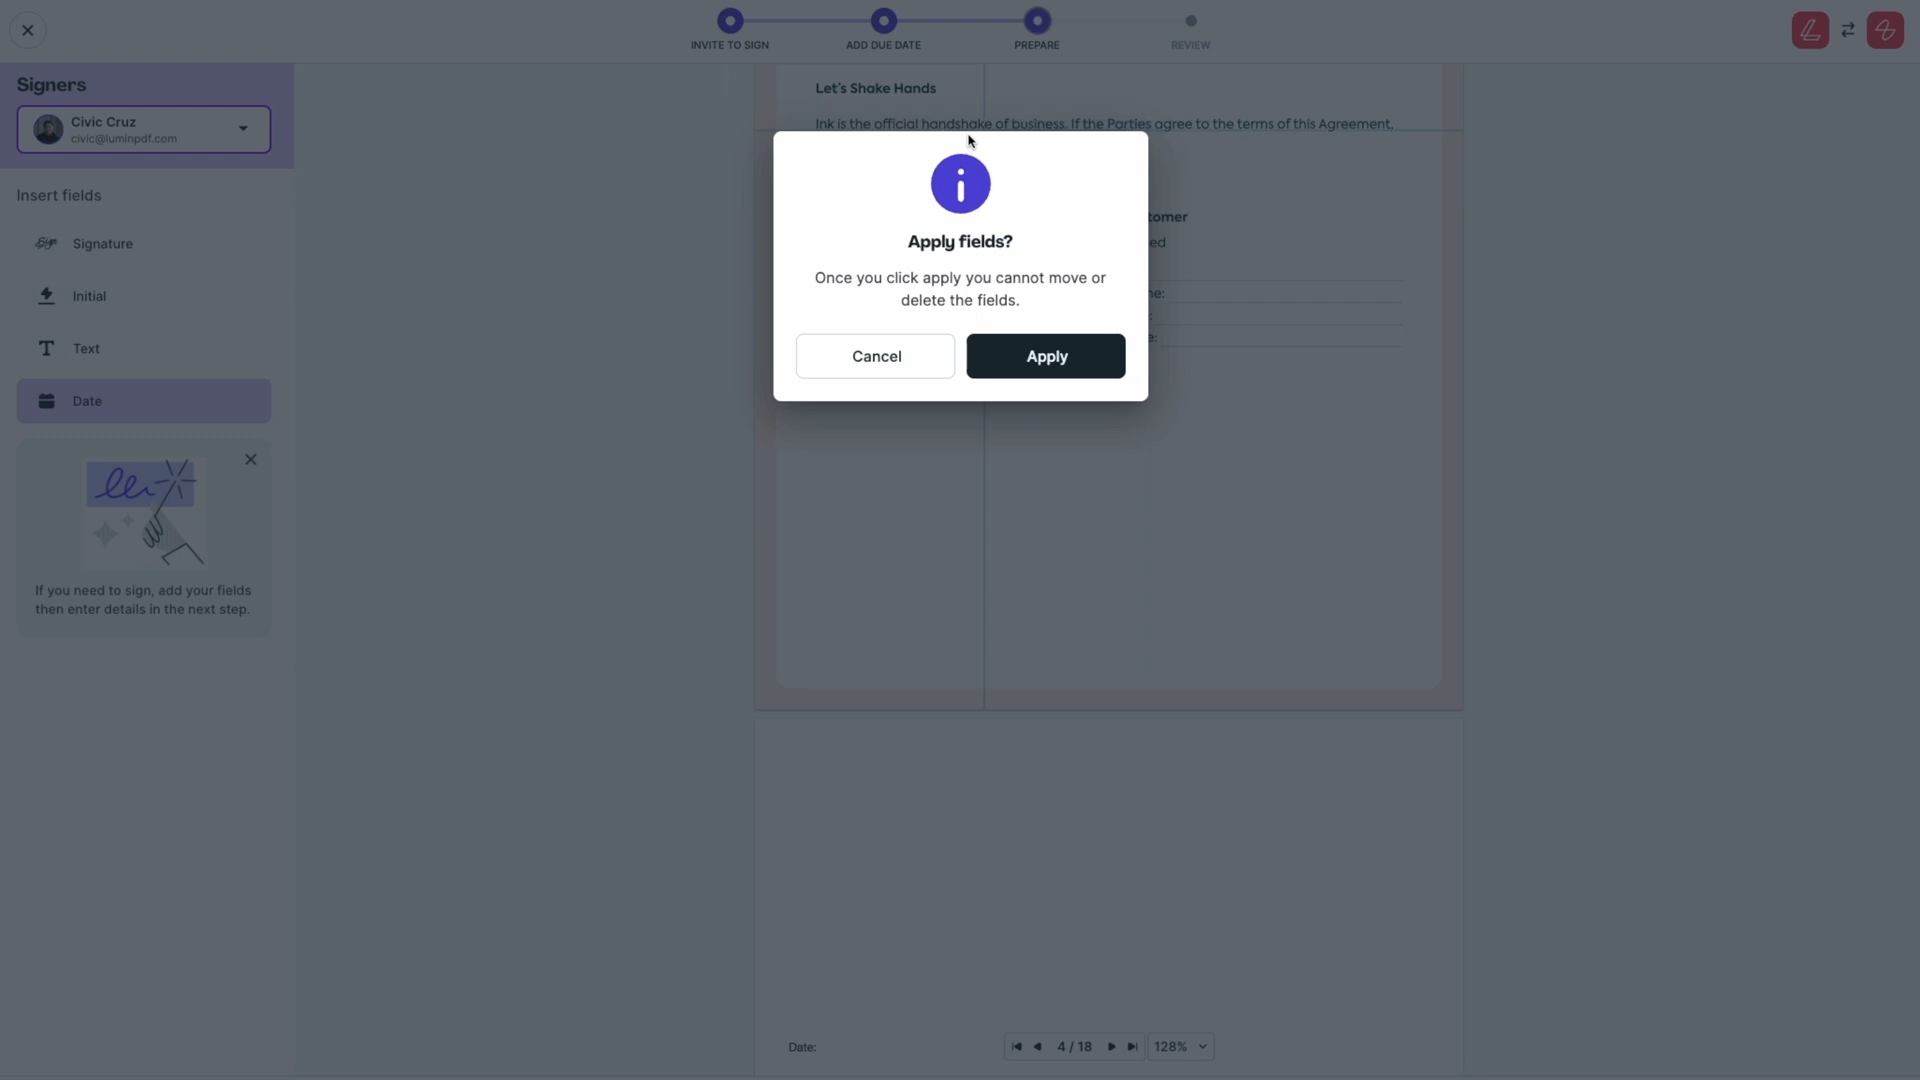 INVITE TO SIGN
ADD DUE DATE
PREPARE
REVIEW
Signers
Civic Cruz
civic@luminpdf.com
Insert fields
Signature
Initial
Text
Date
If you need to sign, add your fields
then enter details in the next step.
Let's Shake Hands
Ink is the official handshake of business. If the Parties agree to the terms of this Agreement,
tomer
ed
ne:
:
e:
Apply fields?
Once you click apply you cannot move or
delete the fields.
Cancel
Apply
Date:
4 / 18
128%